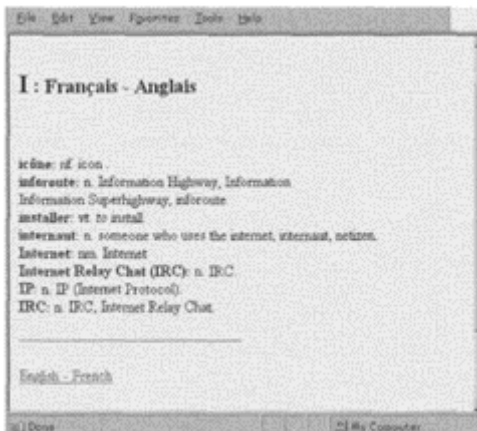 File Edit View Favorites Tools Help
I : Français - Anglais
icône: nf. icon .
inforoute: n. Information Highway, Information
Information Superhighway, inforoute
installer: vt. to install.
internaut: n. someone who uses the internet, internaut, netizen.
Internet: nm. Internet
Internet Relay Chat (IRC): n. IRC.
IP: n. IP (Internet Protocol).
IRC: n. IRC, Internet Relay Chat.
English - French
Done My Computer